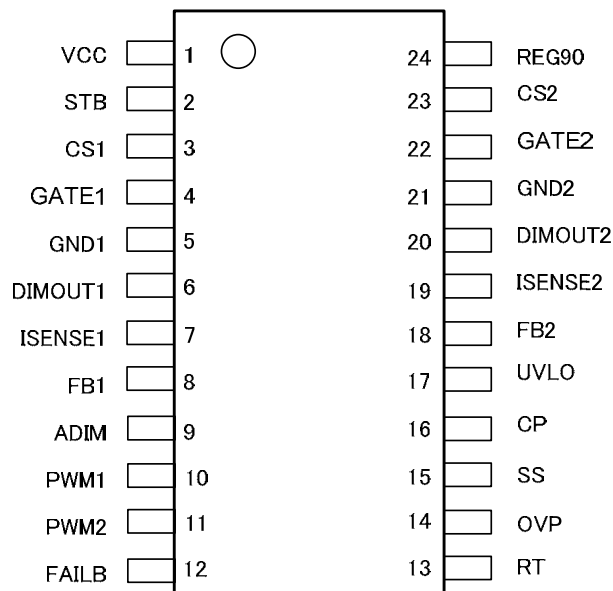 VCC 1 24 REG90
STB 2 23 CS2
CS1 3 22 GATE2
GATE1 4 21 GND2
GND1 5 20 DIMOUT2
DIMOUT1 6 19 ISENSE2
ISENSE1 7 18 FB2
FB1 8 17 UVLO
ADIM 9 16 CP
PWM1 10 15 SS
PWM2 11 14 OVP
FAILB 12 13 RT